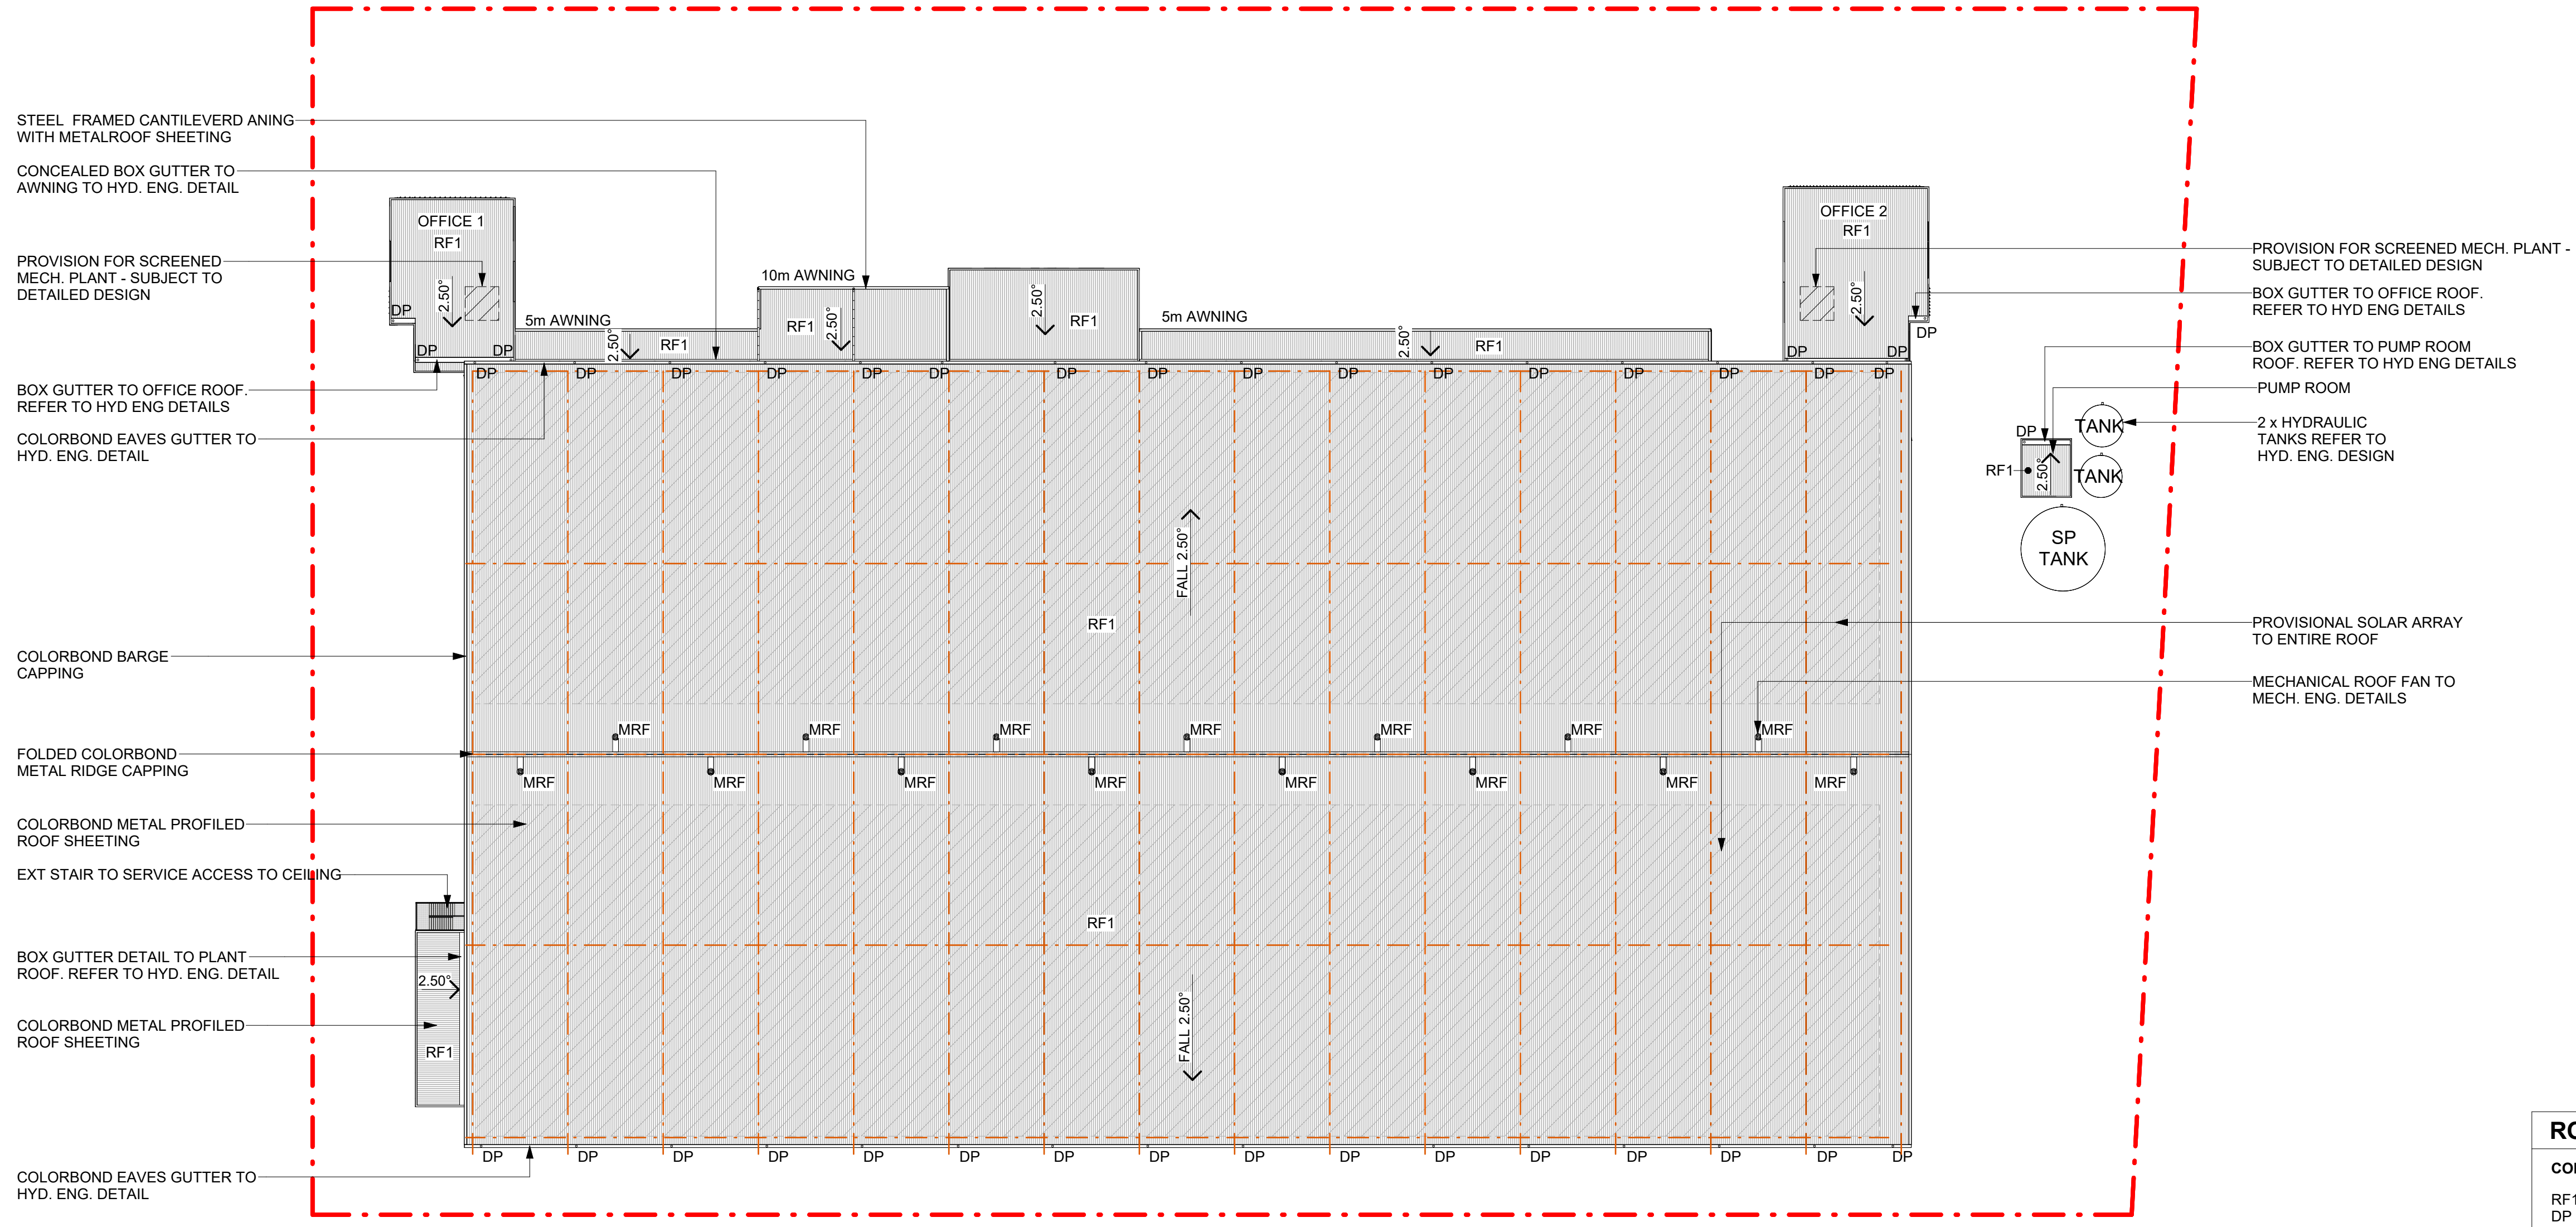 STEEL  FRAMED CANTILEVERD ANING
WITH METALROOF SHEETING
CONCEALED BOX GUTTER TO
AWNING TO HYD. ENG. DETAIL
PROVISION FOR SCREENED
MECH. PLANT - SUBJECT TO
DETAILED DESIGN
BOX GUTTER TO OFFICE ROOF.
REFER TO HYD ENG DETAILS
COLORBOND EAVES GUTTER TO
HYD. ENG. DETAIL
COLORBOND BARGE
CAPPING
FOLDED COLORBOND
METAL RIDGE CAPPING
COLORBOND METAL PROFILED
ROOF SHEETING
EXT STAIR TO SERVICE ACCESS TO CEILING
BOX GUTTER DETAIL TO PLANT
ROOF. REFER TO HYD. ENG. DETAIL
COLORBOND METAL PROFILED
ROOF SHEETING
COLORBOND EAVES GUTTER TO
HYD. ENG. DETAIL
OFFICE 1
RF1
2.50°
DP
DP DP
5m AWNING
2.50°
RF1
10m AWNING
RF1
2.50°
2.50°
RF1
5m AWNING
2.50°
RF1
OFFICE 2
RF1
2.50°
DP
DP DP
DP DP DP DP DP DP DP DP DP DP DP DP DP DP DP DP
FALL 2.50°
RF1
MRF MRF MRF MRF MRF MRF MRF
MRF MRF MRF MRF MRF MRF MRF MRF
RF1
FALL 2.50°
2.50°
RF1
DP DP DP DP DP DP DP DP DP DP DP DP DP DP DP DP
DP
RF1
2.50°
TANK
TANK
SP
TANK
PROVISION FOR SCREENED MECH. PLANT -
SUBJECT TO DETAILED DESIGN
BOX GUTTER TO OFFICE ROOF.
REFER TO HYD ENG DETAILS
BOX GUTTER TO PUMP ROOM
ROOF. REFER TO HYD ENG DETAILS
PUMP ROOM
2 x HYDRAULIC
TANKS REFER TO
HYD. ENG. DESIGN
PROVISIONAL SOLAR ARRAY
TO ENTIRE ROOF
MECHANICAL ROOF FAN TO
MECH. ENG. DETAILS
RF1
DP